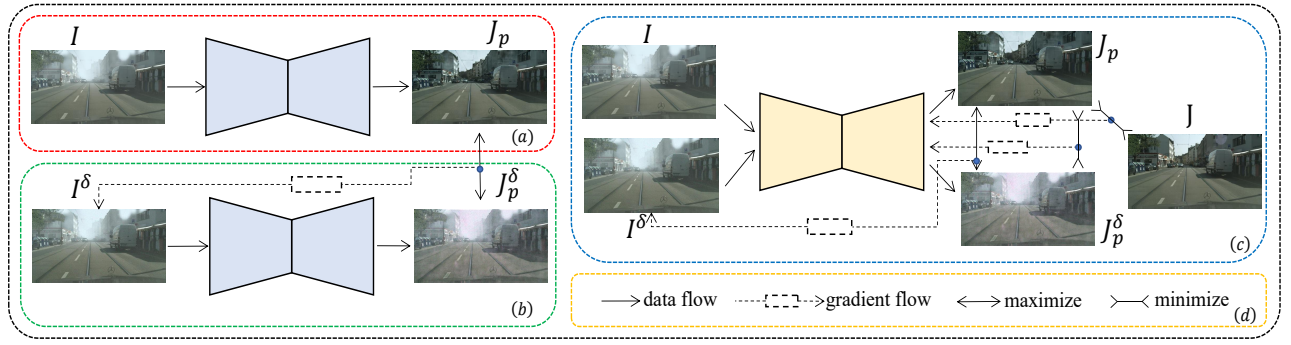 I
J_p
(a)
I^δ
J_p^δ
(b)
I
J_p
J
I^δ
J_p^δ
(c)
data flow
gradient flow
maximize
minimize
(d)